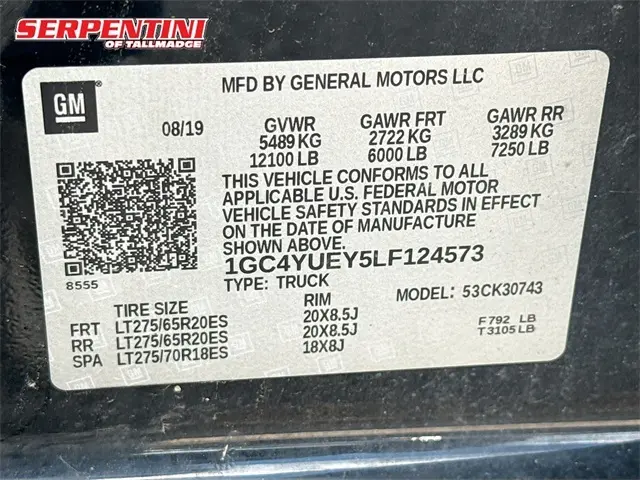 SERPENTINI
OF TALLMADGE
GM
MFD BY GENERAL MOTORS LLC
08/19
GVWR GAWR FRT GAWR RR
5489 KG 2722 KG 3289 KG
12100 LB 6000 LB 7250 LB
THIS VEHICLE CONFORMS TO ALL
APPLICABLE U.S. FEDERAL MOTOR
VEHICLE SAFETY STANDARDS IN EFFECT
ON THE DATE OF MANUFACTURE
SHOWN ABOVE.
8555
1GC4YUEY5LF124573
TYPE: TRUCK MODEL: 53CK30743
TIRE SIZE RIM
FRT LT275/65R20ES 20X8.5J
RR LT275/65R20ES 20X8.5J
SPA LT275/70R18ES 18X8J
F792 LB
T3105LB